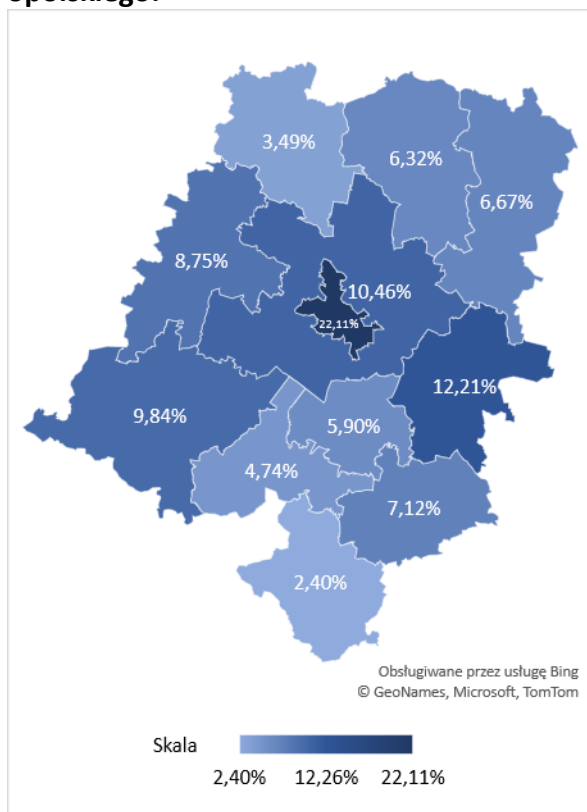 opolskiego.
3,49%
6,32%
6,67%
8,75%
10,46%
22,11%
12,21%
9,84%
5,90%
4,74%
7,12%
2,40%
Obsługiwane przez usługę Bing
© GeoNames, Microsoft, TomTom
Skala
2,40% 12,26% 22,11%